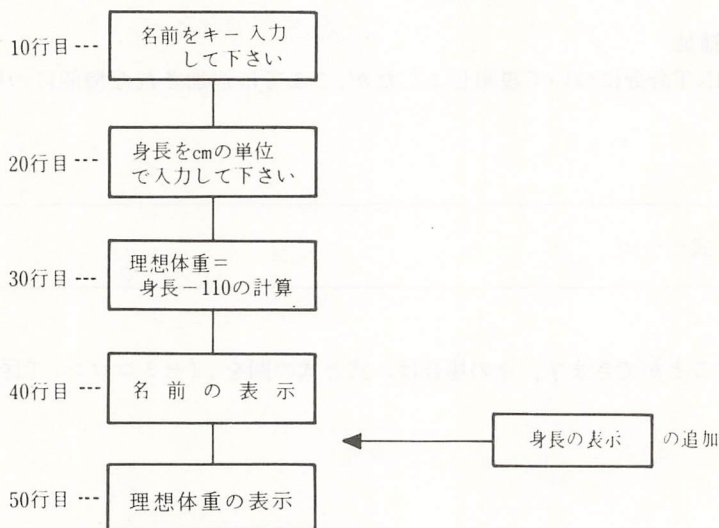 10行目 ---
名前をキー入力
して下さい
20行目 ---
身長をcmの単位
で入力して下さい
30行目 ---
理想体重=
身長-110の計算
40行目 ---
名前の表示
身長の表示 の追加
50行目 ---
理想体重の表示